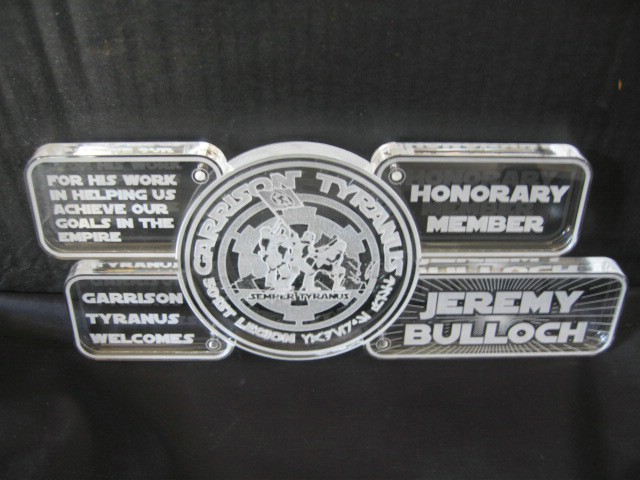 FOR HIS WORK
IN HELPING US
ACHIEVE OUR
GOALS IN THE
EMPIRE
GARRISON
TYRANUS
WELCOMES
GARRISON TYRANUS
SEMPER TYRANUS
501ST LEGION
HONORARY
MEMBER
JEREMY
BULLOCH